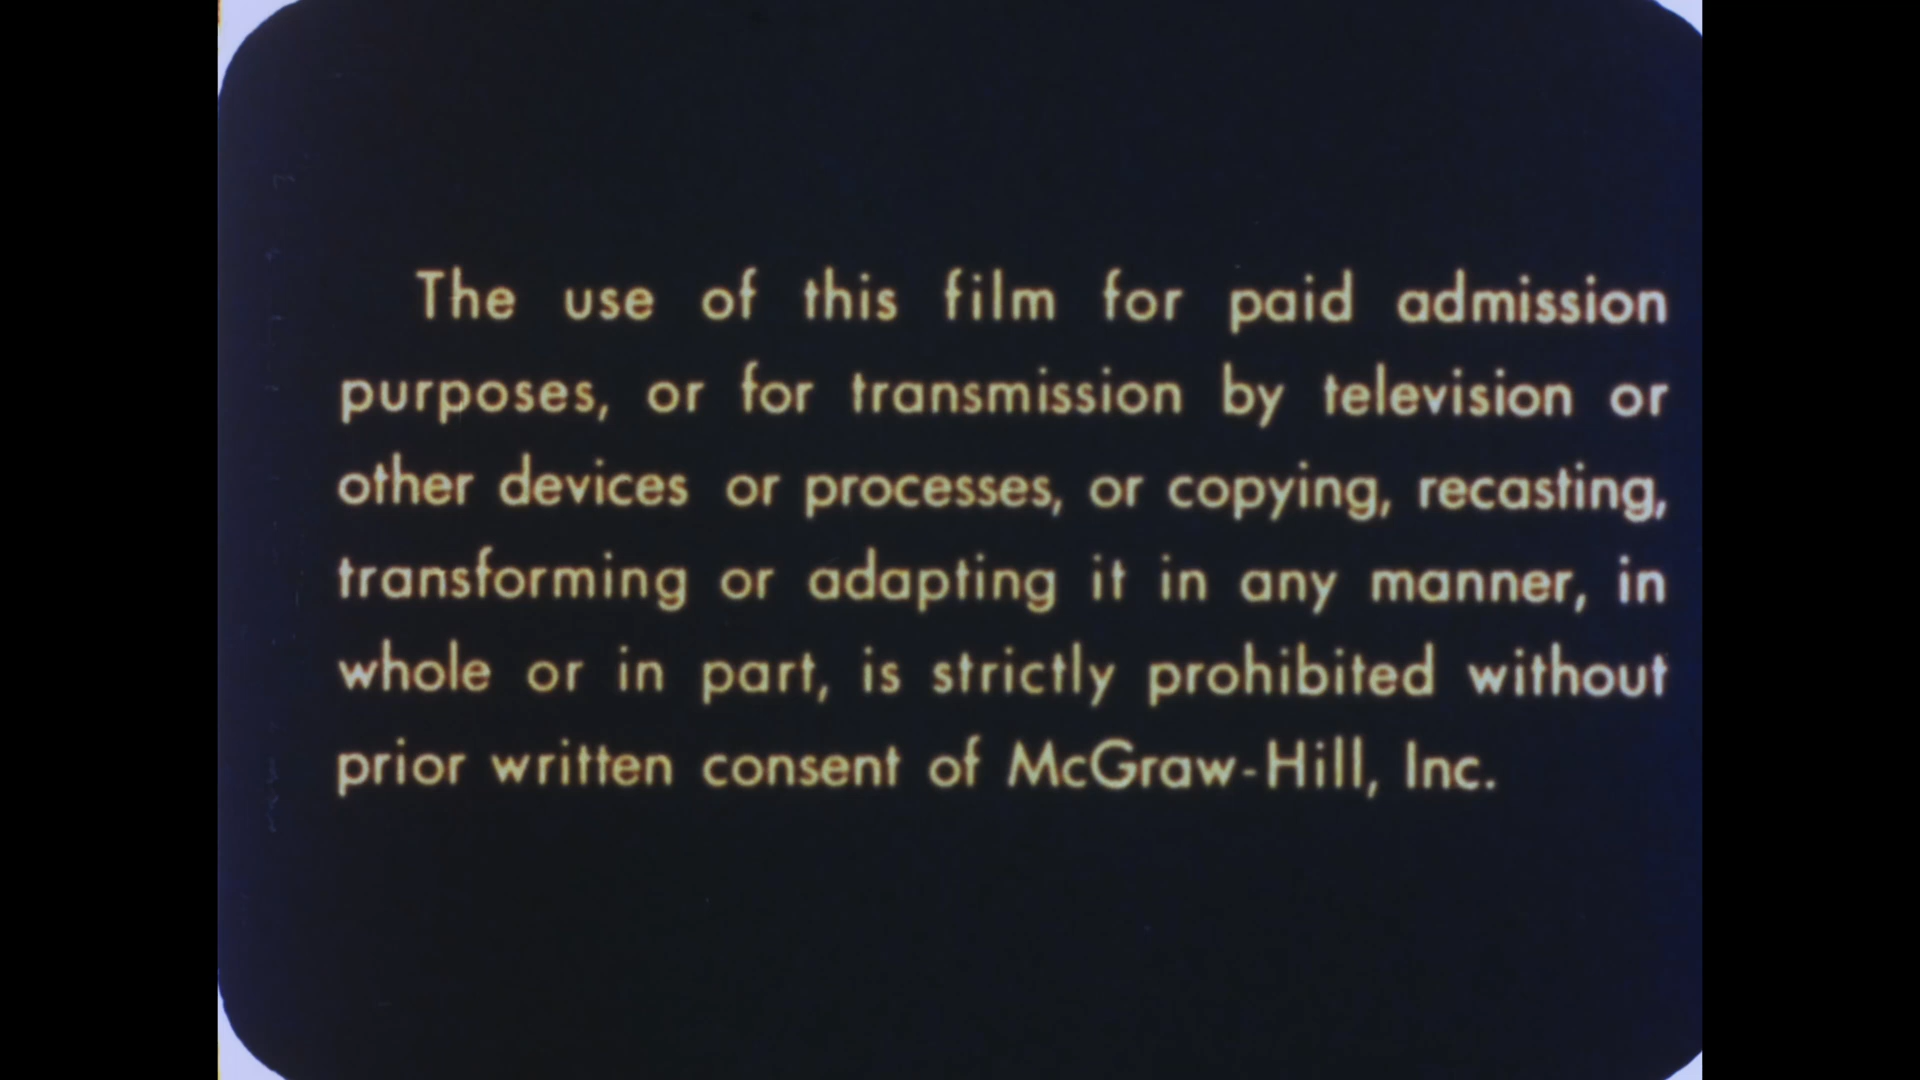 The use of this film for paid admission
purposes, or for transmission by television or
other devices or processes, or copying, recasting,
transforming or adapting it in any manner, in
whole or in part, is strictly prohibited without
prior written consent of McGraw-Hill, Inc.